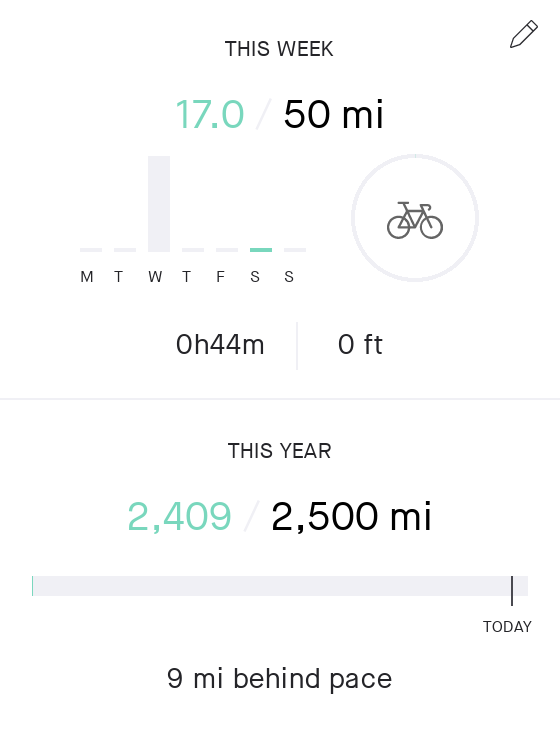 THIS WEEK
17.0 / 50 mi
M T W T F S S
0h44m 0 ft
THIS YEAR
2,409 / 2,500 mi
TODAY
9 mi behind pace